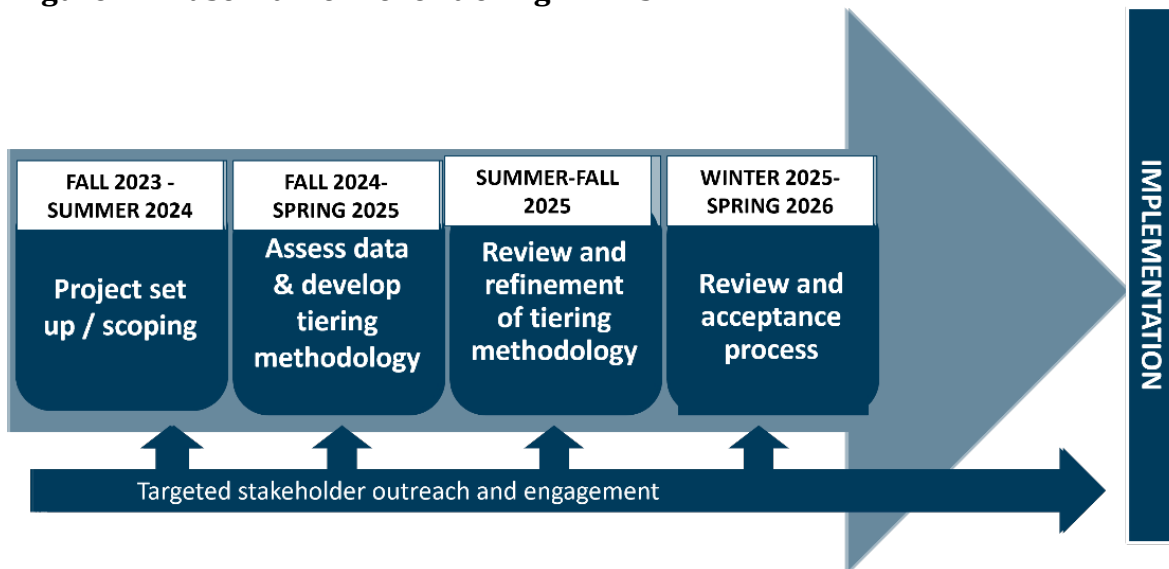 FALL 2023 -
SUMMER 2024
Project set
up / scoping
FALL 2024-
SPRING 2025
Assess data
& develop
tiering
methodology
SUMMER-FALL
2025
Review and
refinement
of tiering
methodology
WINTER 2025-
SPRING 2026
Review and
acceptance
process
IMPLEMENTATION
Targeted stakeholder outreach and engagement